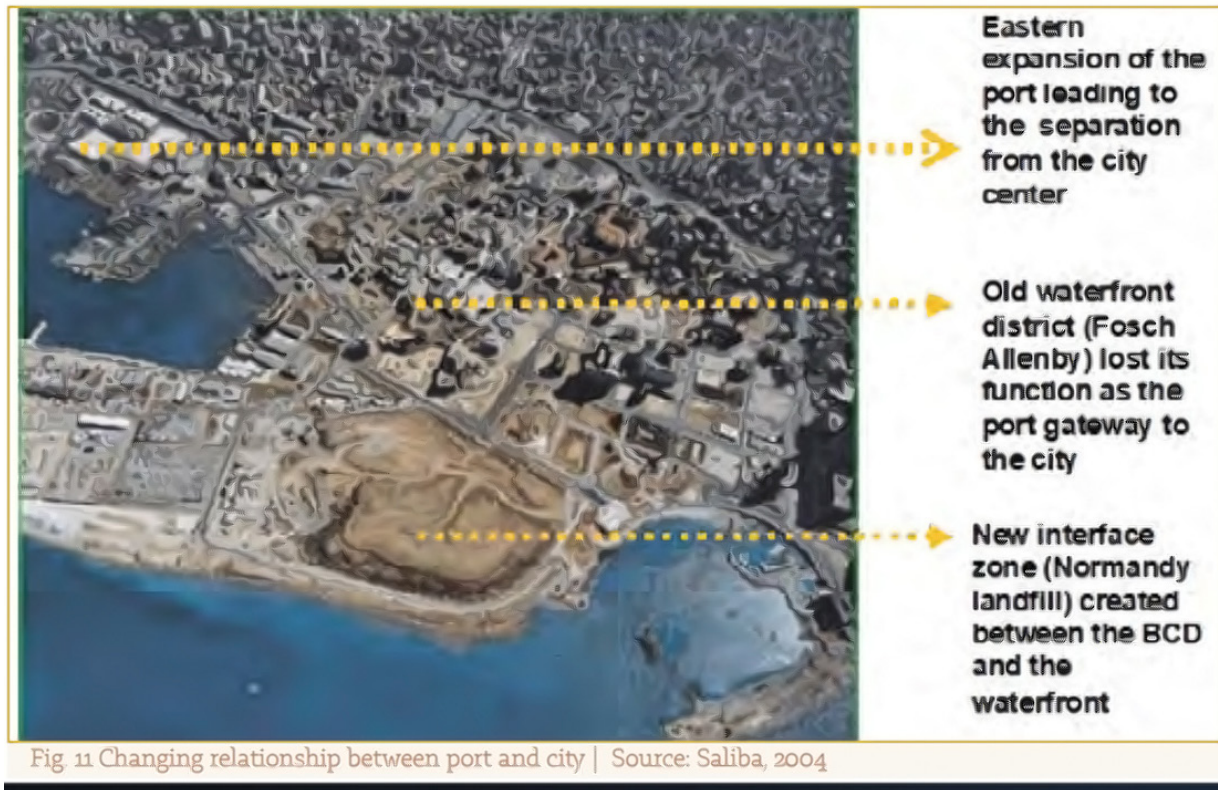 Eastern
expansion of the
port leading to
the separation
from the city
center
Old waterfront
district (Fosch
Allenby) lost its
function as the
port gateway to
the city
New interface
zone (Normandy
landfill) created
between the BCD
and the
waterfront
Fig. 11 Changing relationship between port and city | Source: Saliba, 2004